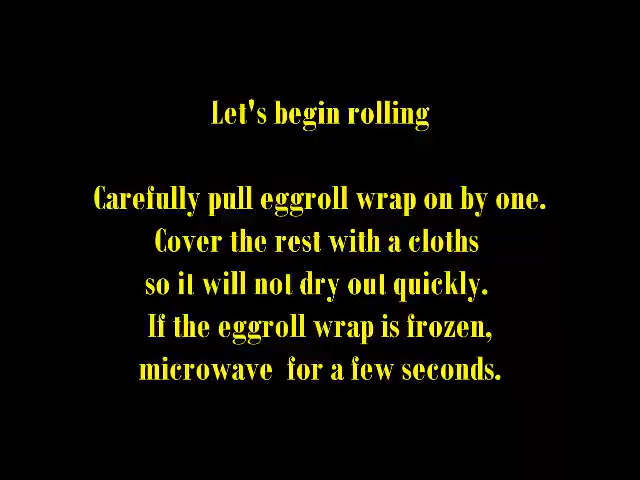 Let's begin rolling
Carefully pull eggroll wrap on by one.
Cover the rest with a cloths
so it will not dry out quickly.
If the eggroll wrap is frozen,
microwave  for a few seconds.